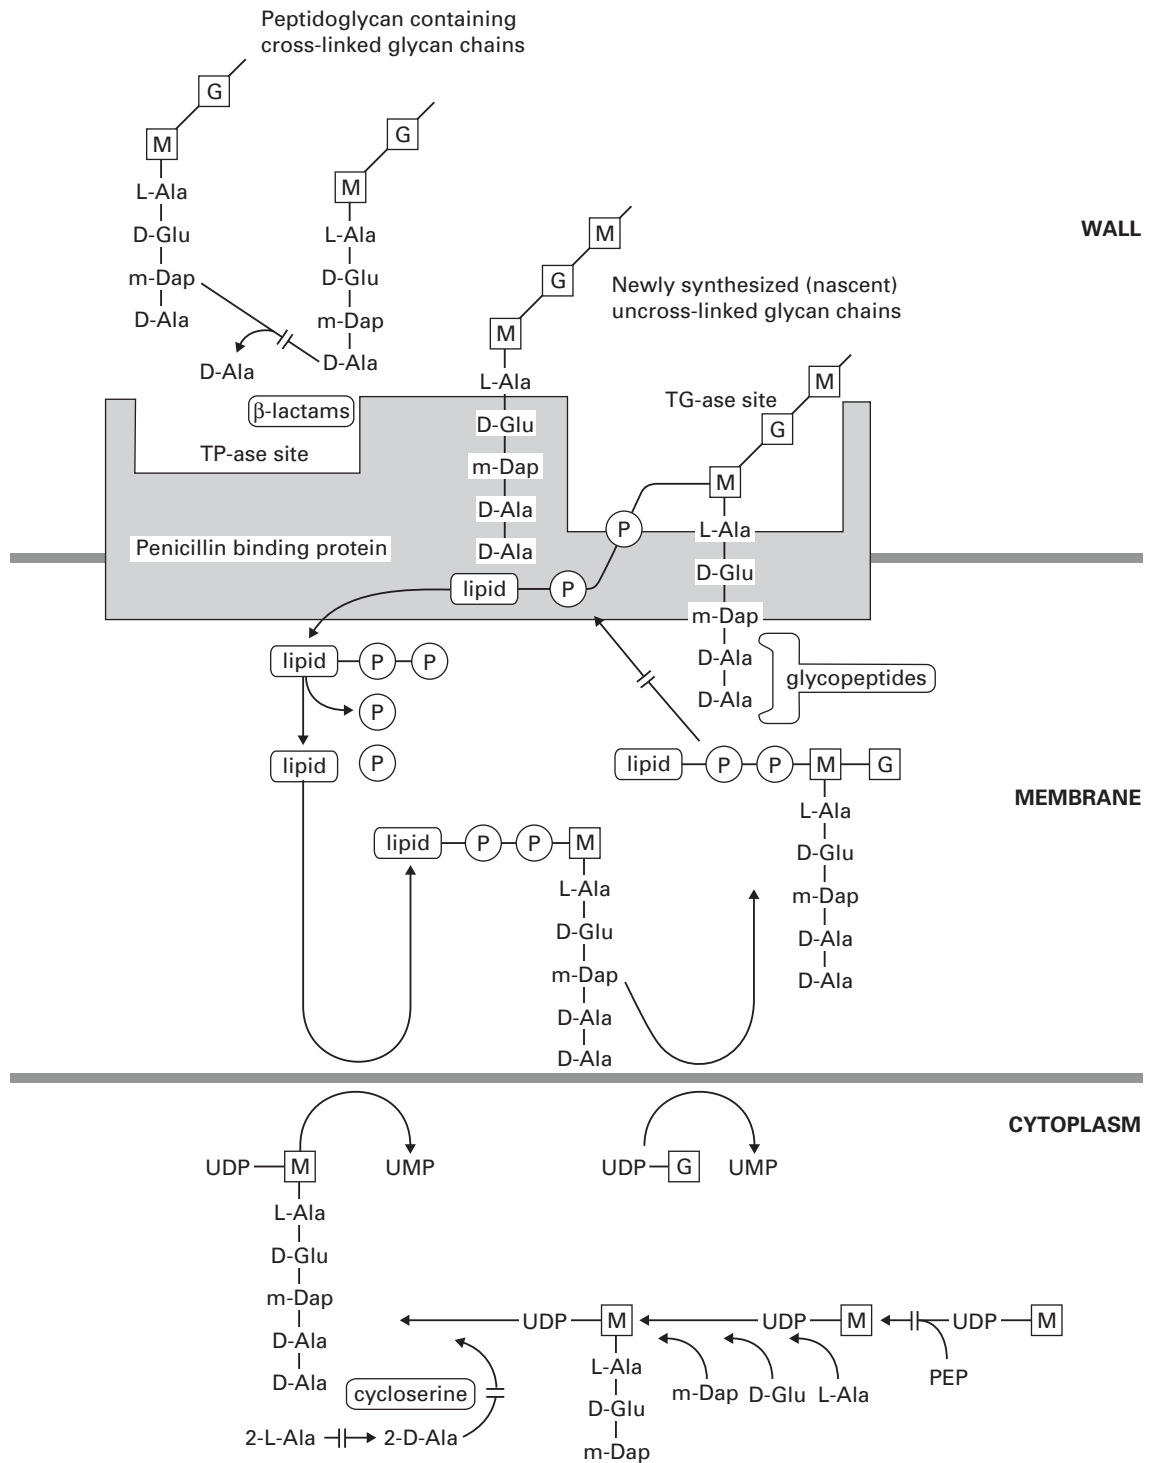 Peptidoglycan containing
cross-linked glycan chains
G
M
L-Ala
D-Glu
m-Dap
D-Ala
D-Ala
G
M
L-Ala
D-Glu
m-Dap
D-Ala
WALL
M
G
M
L-Ala
D-Glu
m-Dap
D-Ala
D-Ala
Newly synthesized (nascent)
uncross-linked glycan chains
β-lactams
TP-ase site
TG-ase site
M
G
M
L-Ala
D-Glu
m-Dap
D-Ala
D-Ala
P
Penicillin binding protein
lipid P
glycopeptides
lipid P P
P
lipid P
lipid P P M G
L-Ala
D-Glu
m-Dap
D-Ala
D-Ala
MEMBRANE
lipid P P M
L-Ala
D-Glu
m-Dap
D-Ala
D-Ala
CYTOPLASM
UDP M UMP
L-Ala
D-Glu
m-Dap
D-Ala
D-Ala
UDP G UMP
UDP M
L-Ala
D-Glu
m-Dap
UDP M
UDP M
m-Dap D-Glu L-Ala
PEP
cycloserine
2-L-Ala 2-D-Ala